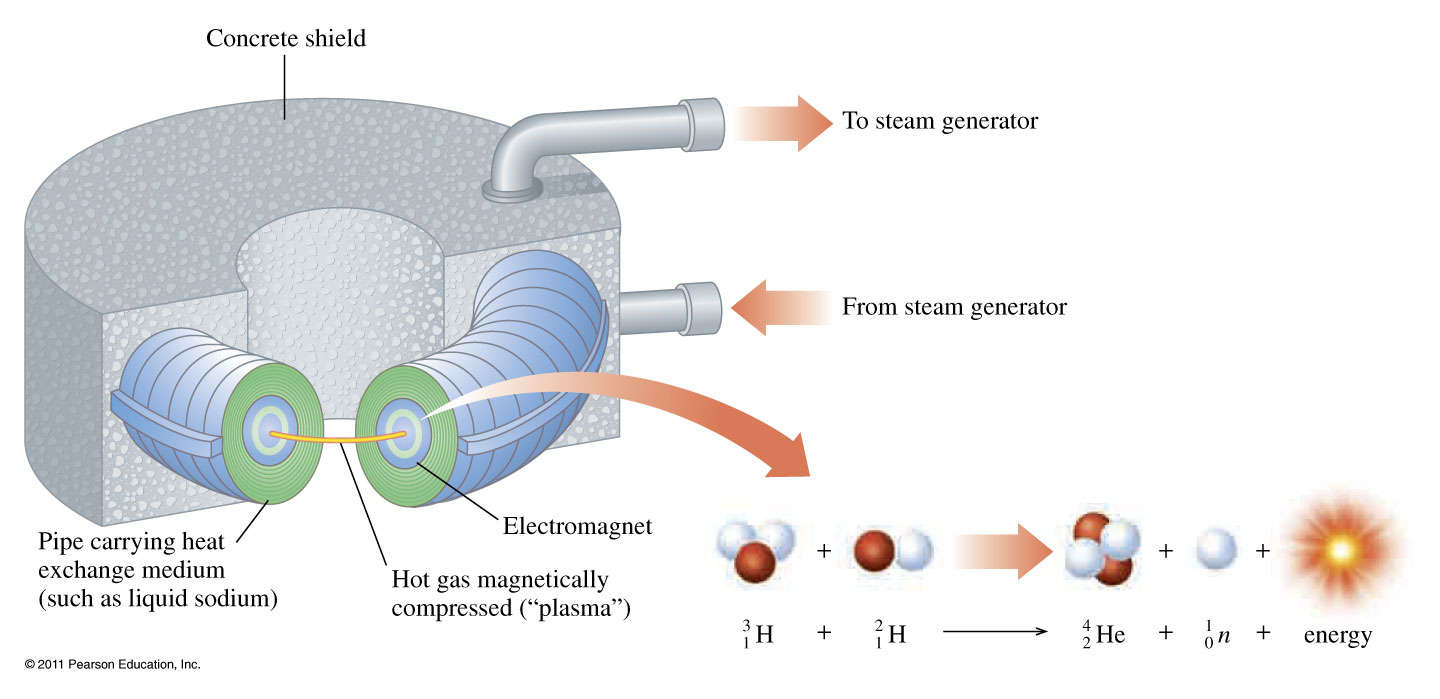 Concrete shield
To steam generator
From steam generator
Electromagnet
Pipe carrying heat
exchange medium
(such as liquid sodium)
Hot gas magnetically
compressed (“plasma”)
+ + +
³₁H + ²₁H ⟶ ⁴₂He + ¹₀n + energy
© 2011 Pearson Education, Inc.